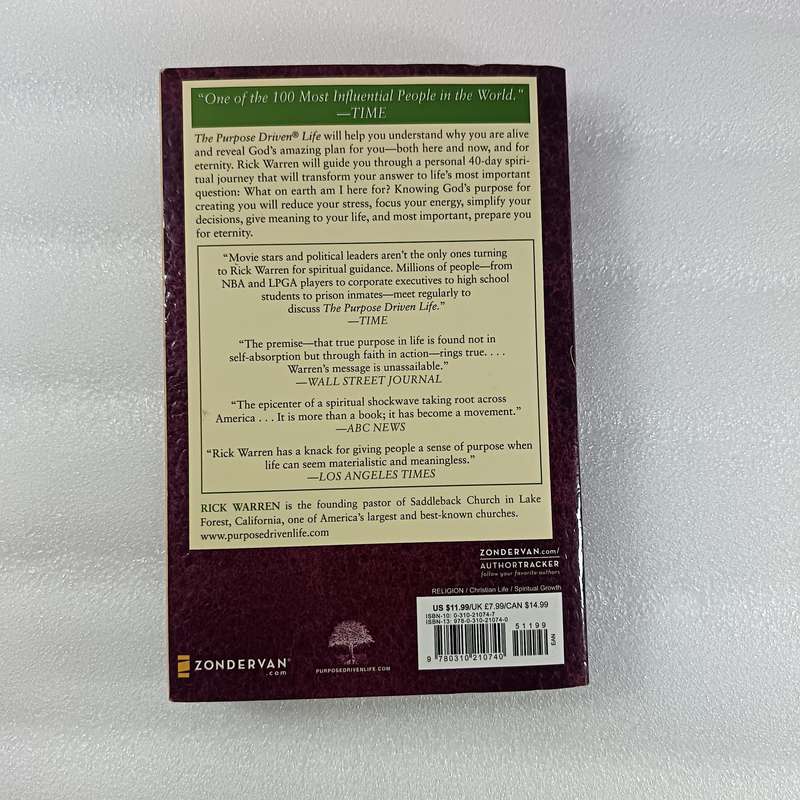 “One of the 100 Most Influential People in the World.”
—TIME
The Purpose Driven® Life will help you understand why you are alive
and reveal God's amazing plan for you—both here and now, and for
eternity. Rick Warren will guide you through a personal 40-day spiri-
tual journey that will transform your answer to life's most important
question: What on earth am I here for? Knowing God's purpose for
creating you will reduce your stress, focus your energy, simplify your
decisions, give meaning to your life, and most important, prepare you
for eternity.
“Movie stars and political leaders aren't the only ones turning
to Rick Warren for spiritual guidance. Millions of people—from
NBA and LPGA players to corporate executives to high school
students to prison inmates—meet regularly to
discuss The Purpose Driven Life.”
—TIME
“The premise—that true purpose in life is found not in
self-absorption but through faith in action—rings true. . . .
Warren's message is unassailable.”
—WALL STREET JOURNAL
“The epicenter of a spiritual shockwave taking root across
America . . . It is more than a book; it has become a movement.”
—ABC NEWS
“Rick Warren has a knack for giving people a sense of purpose when
life can seem materialistic and meaningless.”
—LOS ANGELES TIMES
RICK WARREN is the founding pastor of Saddleback Church in Lake
Forest, California, one of America's largest and best-known churches.
www.purposedrivenlife.com
ZONDERVAN.com/
AUTHORTRACKER
follow your favorite authors
RELIGION / Christian Life / Spiritual Growth
US $11.99/UK £7.99/CAN $14.99
ISBN-10: 0-310-21074-7
ISBN-13: 978-0-310-21074-0
51199
EAN
9 780310 210740
PURPOSEDRIVENLIFE.COM
ZONDERVAN®
.com